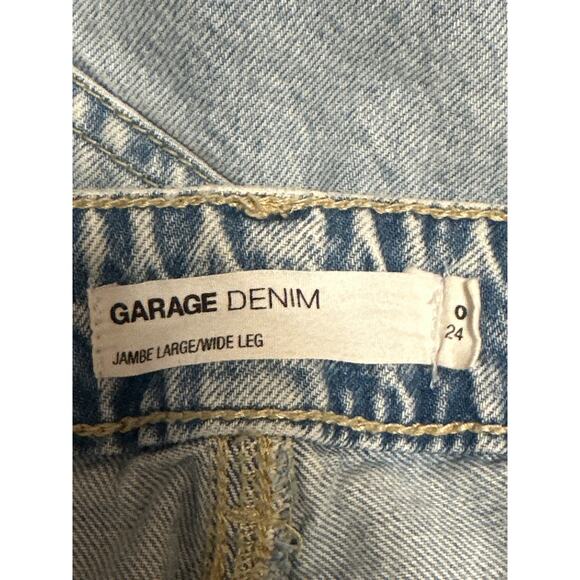 GARAGE DENIM
JAMBE LARGE/WIDE LEG
0
24